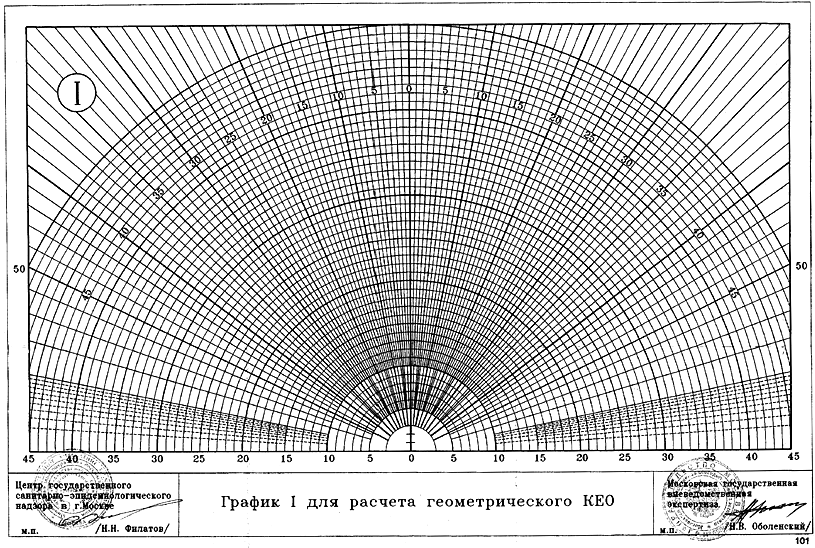 I
0
5 5
10 10
15 15
20 20
25 25
30 30
35 35
40 40
50 50
45 45
45 40 35 30 25 20 15 10 5 0 5 10 15 20 25 30 35 40 45
Центр государственного
санитарно-эпидемиологического
надзора в г.Москве
м.п. /Н.Н. Филатов/
График I для расчета геометрического КЕО
Московская государственная
вневедомственная
экспертиза
м.п. /Н.В. Оболенский/
101